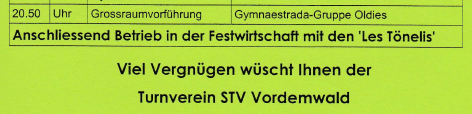 20.50 Uhr Grossraumvorführung Gymnaestrada-Gruppe Oldies
Anschliessend Betrieb in der Festwirtschaft mit den 'Les Tönelis'
Viel Vergnügen wüscht Ihnen der
Turnverein STV Vordemwald